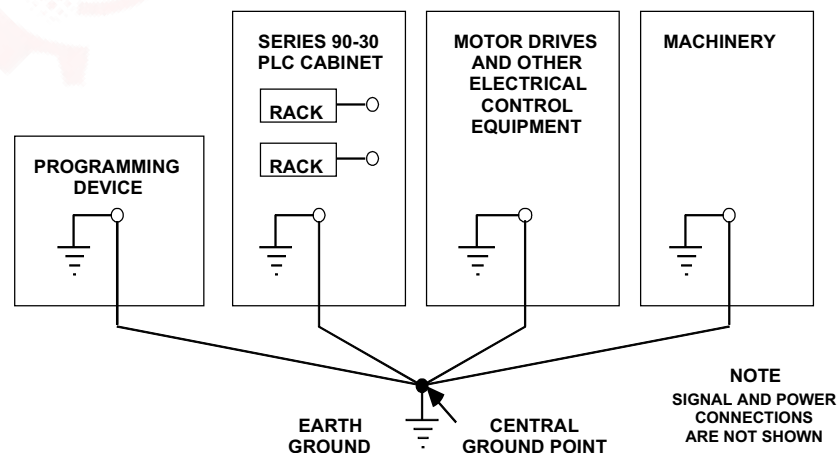 SERIES 90-30
PLC CABINET
RACK
RACK
MOTOR DRIVES
AND OTHER
ELECTRICAL
CONTROL
EQUIPMENT
MACHINERY
PROGRAMMING
DEVICE
EARTH
GROUND
CENTRAL
GROUND POINT
NOTE
SIGNAL AND POWER
CONNECTIONS
ARE NOT SHOWN